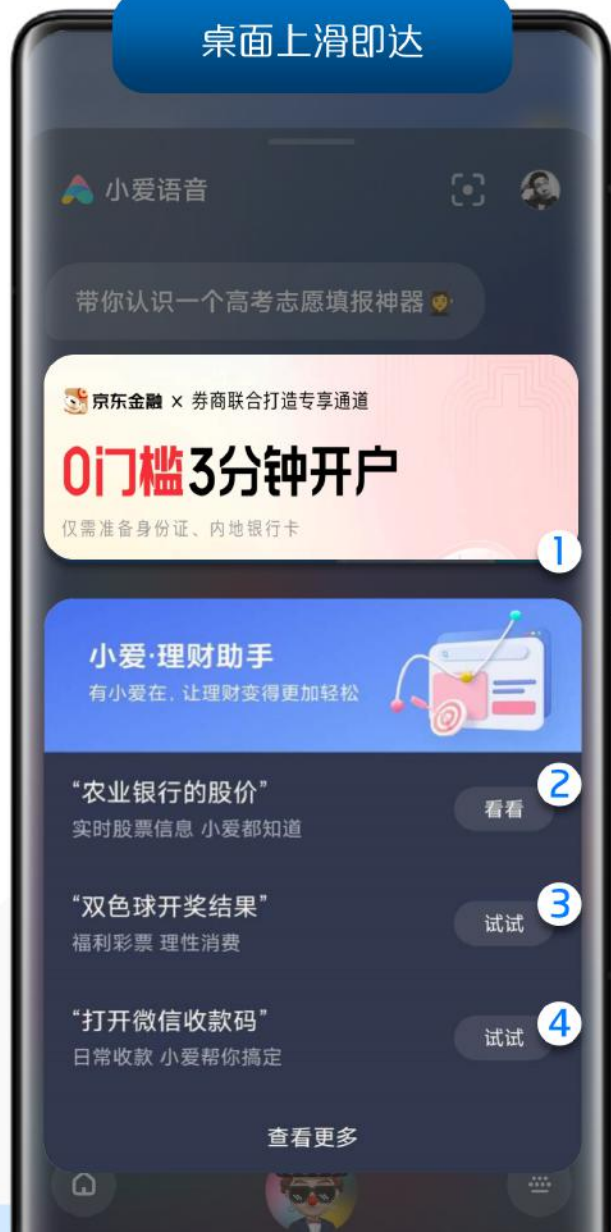 桌面上滑即达
小爱语音
带你认识一个高考志愿填报神器
京东金融 × 券商联合打造专享通道
0门槛3分钟开户
仅需准备身份证、内地银行卡
1
小爱·理财助手
有小爱在, 让理财变得更加轻松
“农业银行的股价”
实时股票信息 小爱都知道
看看
2
“双色球开奖结果”
福利彩票 理性消费
试试
3
“打开微信收款码”
日常收款 小爱帮你搞定
试试
4
查看更多